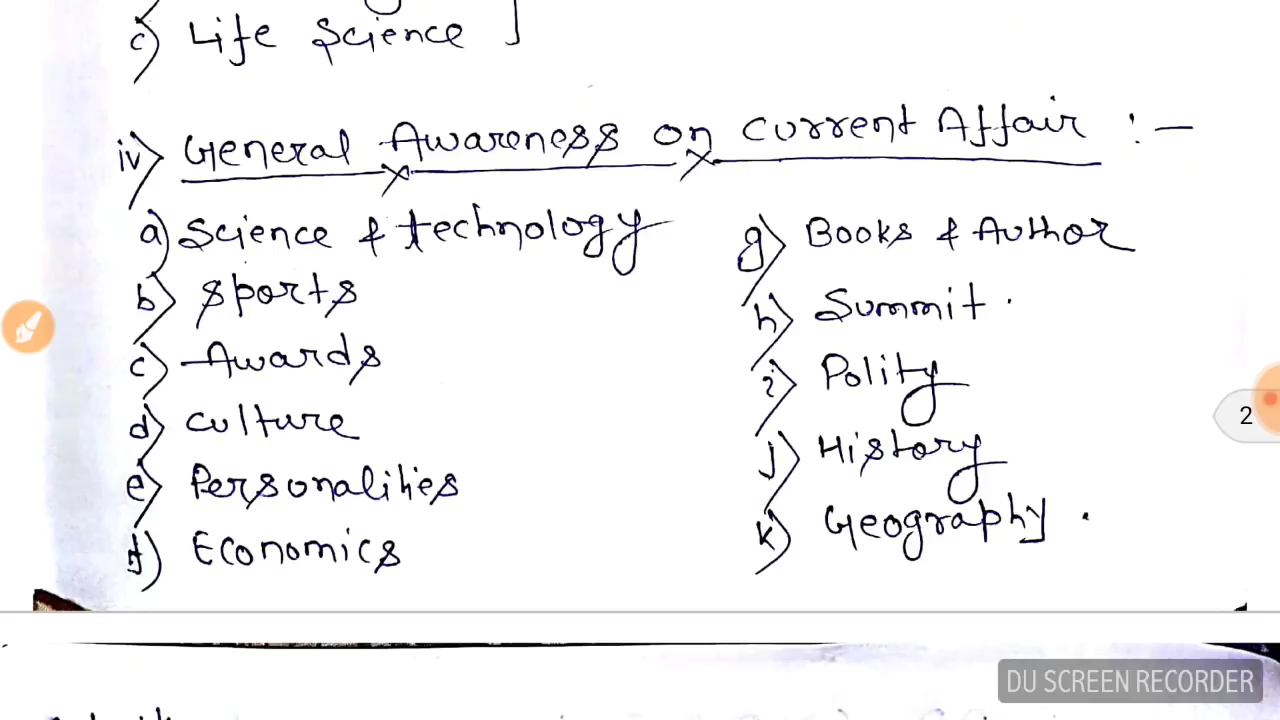 c) Life Science ]
iv) General Awareness on Current Affair :-
a) Science & technology
b) Sports
c) Awards
d) Culture
e) Personalities
f) Economics
g) Books & Author
h) Summit
i) Polity
j) History
k) Geography
2
DU SCREEN RECORDER